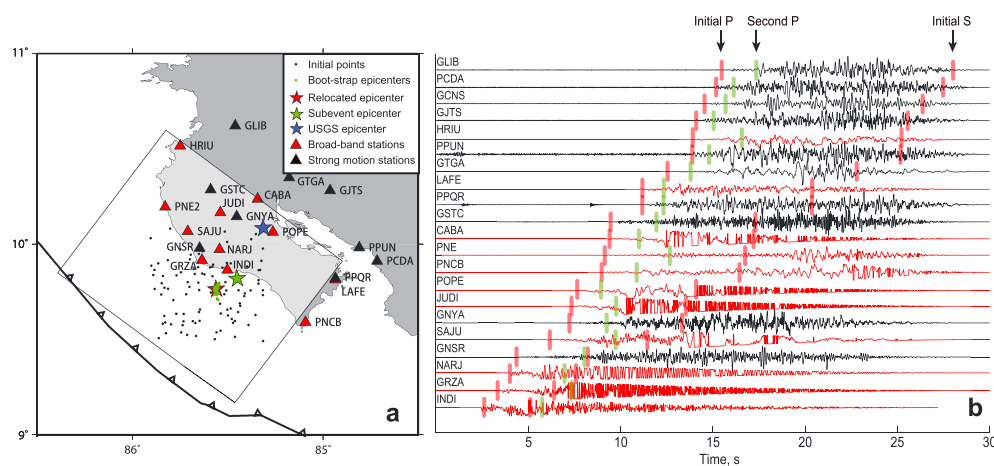 Initial P
Second P
Initial S
11°
10°
9°
86°
85°
Initial points
Boot-strap epicenters
Relocated epicenter
Subevent epicenter
USGS epicenter
Broad-band stations
Strong motion stations
GLIB
HRIU
GTGA
GSTC
CABA
GJTS
PNE2
JUDI
GNYA
SAJU
POPE
GNSR
NARJ
PPUN
GRZA
INDI
PCDA
PPQR
LAFE
PNCB
a
GLIB
PCDA
GCNS
GJTS
HRIU
PPUN
GTGA
LAFE
PPQR
GSTC
CABA
PNE
PNCB
POPE
JUDI
GNYA
SAJU
GNSR
NARJ
GRZA
INDI
b
5
10
15
20
25
30
Time, s